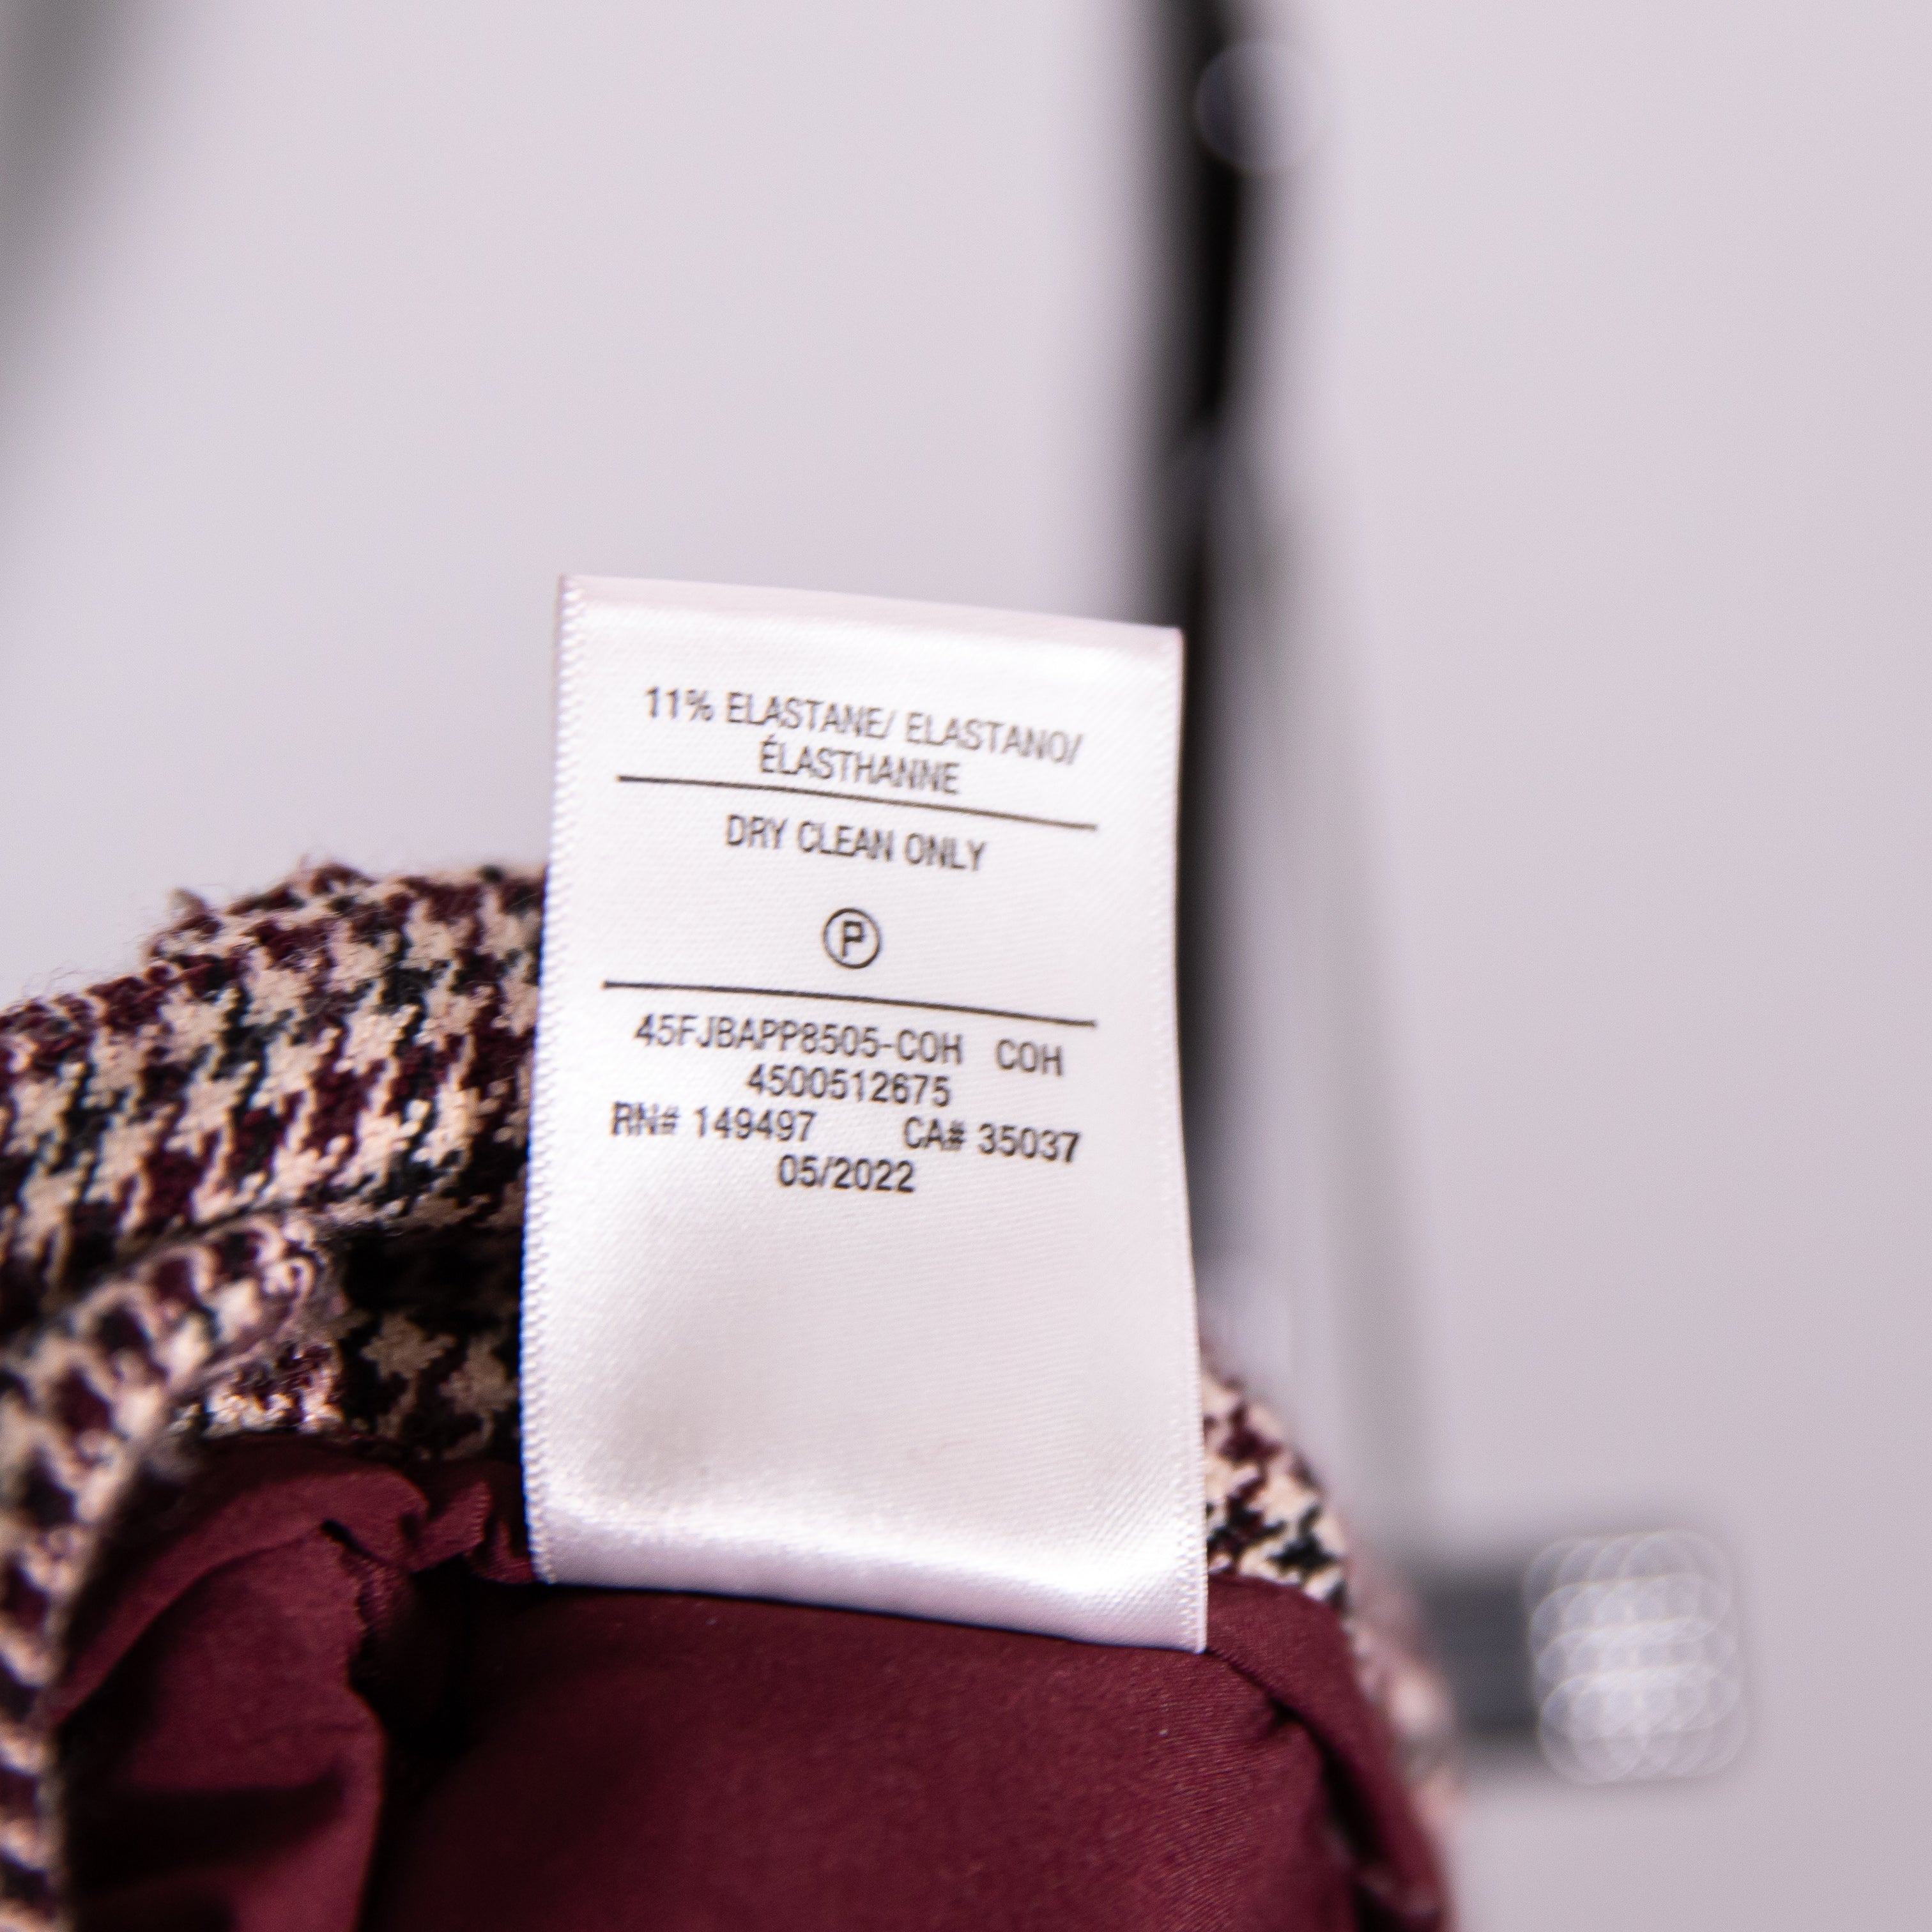 11% ELASTANE/ ELASTANO/
ÉLASTHANNE
DRY CLEAN ONLY
P
45FJBAPP8505-COH COH
4500512675
RN# 149497 CA# 35037
05/2022